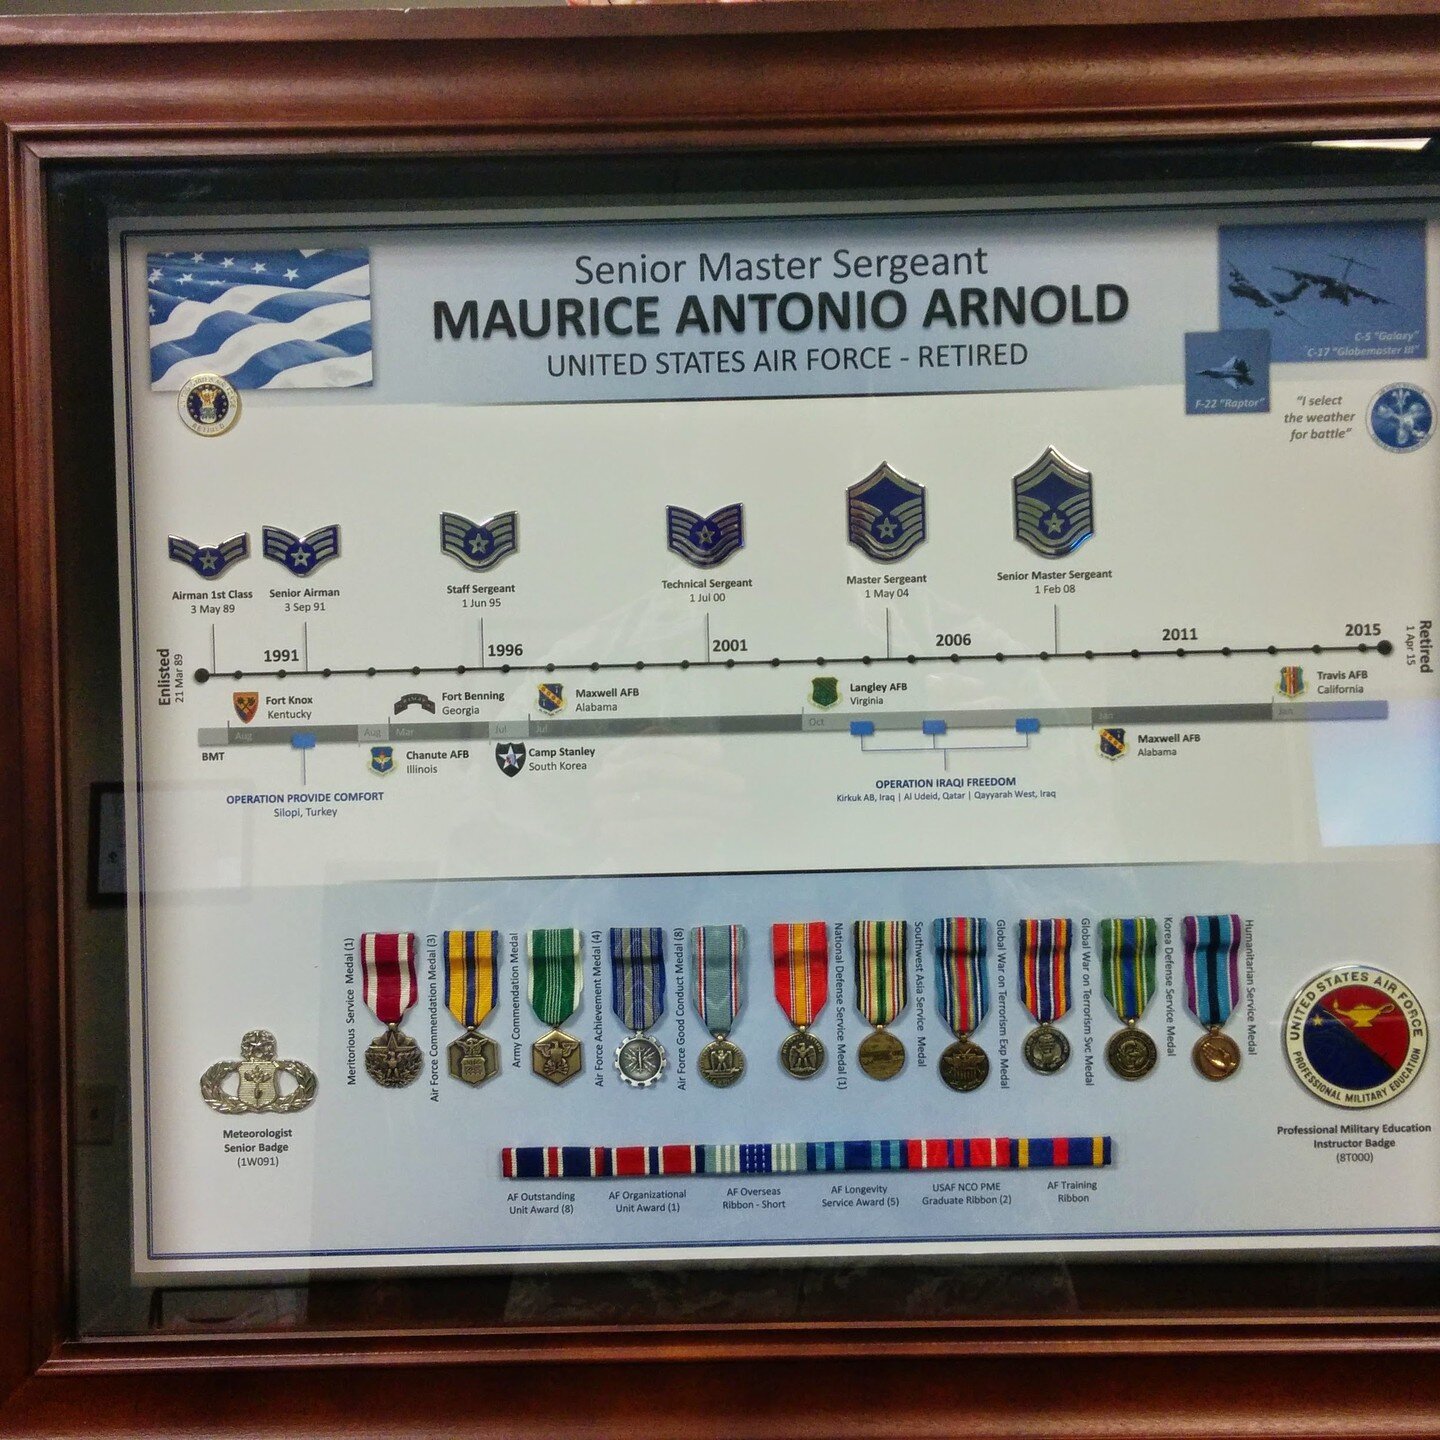 Senior Master Sergeant
MAURICE ANTONIO ARNOLD
UNITED STATES AIR FORCE - RETIRED
C-5 "Galaxy"
C-17 "Globemaster III"
F-22 "Raptor"
"I select
the weather
for battle"
RETIRED
Airman 1st Class
3 May 89
Senior Airman
3 Sep 91
Staff Sergeant
1 Jun 95
Technical Sergeant
1 Jul 00
Master Sergeant
1 May 04
Senior Master Sergeant
1 Feb 08
Enlisted
21 Mar 89
1991
1996
2001
2006
2011
2015
Retired
1 Apr 15
Fort Knox
Kentucky
Fort Benning
Georgia
Maxwell AFB
Alabama
Langley AFB
Virginia
Travis AFB
California
Aug
Aug
Mar
Jul
Jul
Oct
Jan
Jan
BMT
Chanute AFB
Illinois
Camp Stanley
South Korea
Maxwell AFB
Alabama
OPERATION PROVIDE COMFORT
Silopi, Turkey
OPERATION IRAQI FREEDOM
Kirkuk AB, Iraq | Al Udeid, Qatar | Qayyarah West, Iraq
Meritorious Service Medal (1)
Air Force Commendation Medal (3)
Army Commendation Medal
Air Force Achievement Medal (4)
Air Force Good Conduct Medal (8)
National Defense Service Medal (1)
Southwest Asia Service Medal
Global War on Terrorism Exp Medal
Global War on Terrorism Svc Medal
Korea Defense Service Medal
Humanitarian Service Medal
UNITED STATES AIR FORCE
PROFESSIONAL MILITARY EDUCATION
Meteorologist
Senior Badge
(1W091)
Professional Military Education
Instructor Badge
(8T000)
AF Outstanding
Unit Award (8)
AF Organizational
Unit Award (1)
AF Overseas
Ribbon - Short
AF Longevity
Service Award (5)
USAF NCO PME
Graduate Ribbon (2)
AF Training
Ribbon